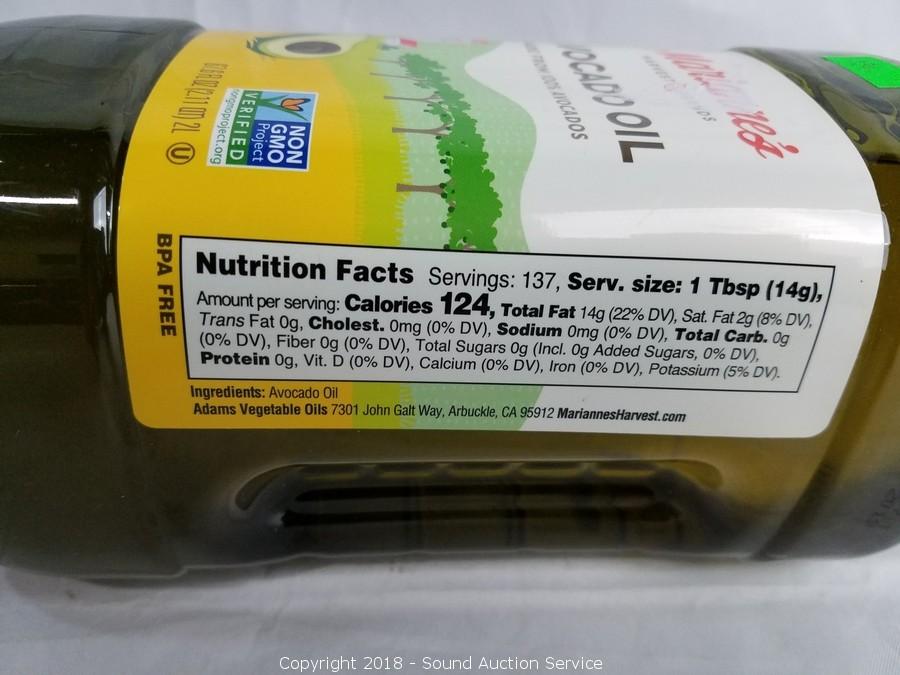 AVOCADO OIL
NON
GMO
Project
VERIFIED
nongmoproject.org
BPA FREE
Nutrition Facts Servings: 137, Serv. size: 1 Tbsp (14g),
Amount per serving: Calories 124, Total Fat 14g (22% DV), Sat. Fat 2g (8% DV),
Trans Fat 0g, Cholest. 0mg (0% DV), Sodium 0mg (0% DV), Total Carb. 0g
(0% DV), Fiber 0g (0% DV), Total Sugars 0g (Incl. 0g Added Sugars, 0% DV),
Protein 0g, Vit. D (0% DV), Calcium (0% DV), Iron (0% DV), Potassium (5% DV).
Ingredients: Avocado Oil
Adams Vegetable Oils 7301 John Galt Way, Arbuckle, CA 95912 MariannesHarvest.com
Copyright 2018 - Sound Auction Service